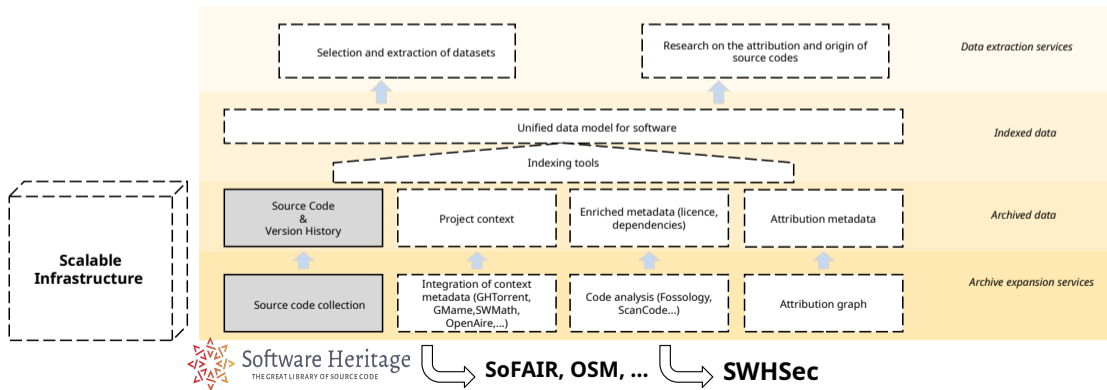 Selection and extraction of datasets
Research on the attribution and origin of
source codes
Data extraction services
Unified data model for software
Indexed data
Indexing tools
Source Code
&
Version History
Project context
Enriched metadata (licence,
dependencies)
Attribution metadata
Archived data
Scalable
Infrastructure
Source code collection
Integration of context
metadata (GHTorrent,
GMame,SWMath,
OpenAire,...)
Code analysis (Fossology,
ScanCode...)
Attribution graph
Archive expansion services
Software Heritage
THE GREAT LIBRARY OF SOURCE CODE
SoFAIR, OSM, ...
SWHSec